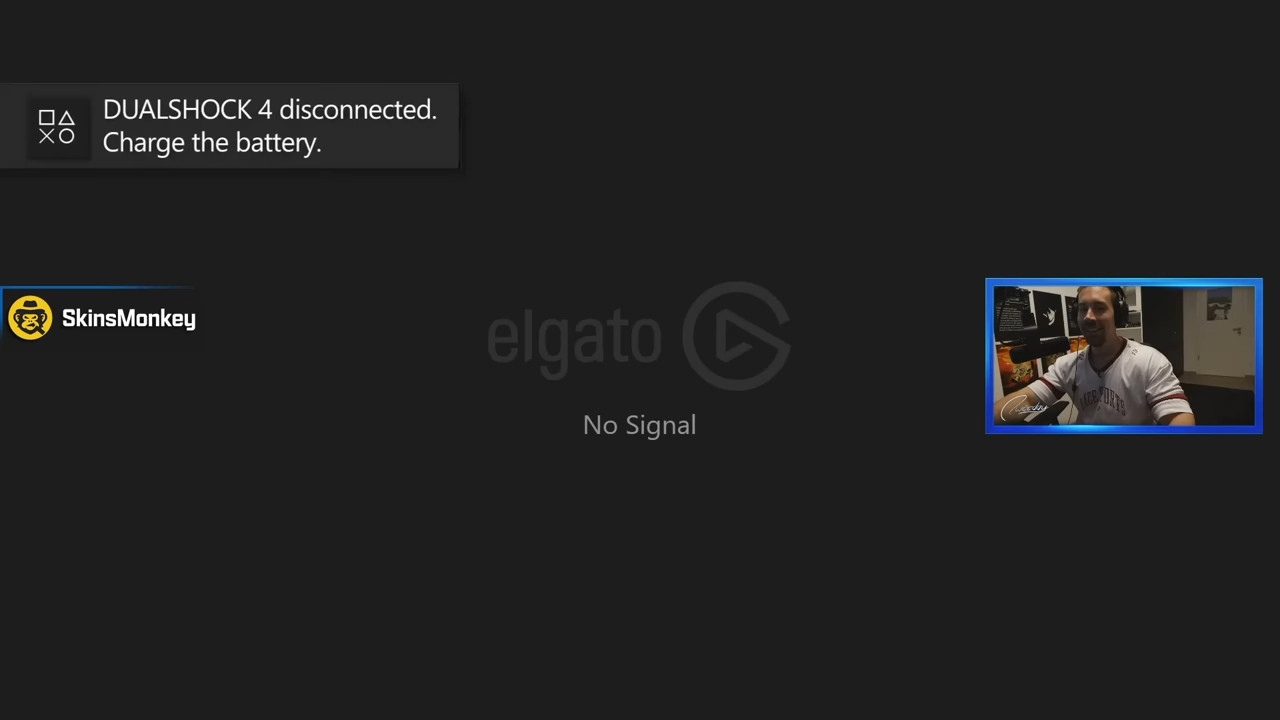 DUALSHOCK 4 disconnected.
Charge the battery.
SkinsMonkey
elgato
No Signal